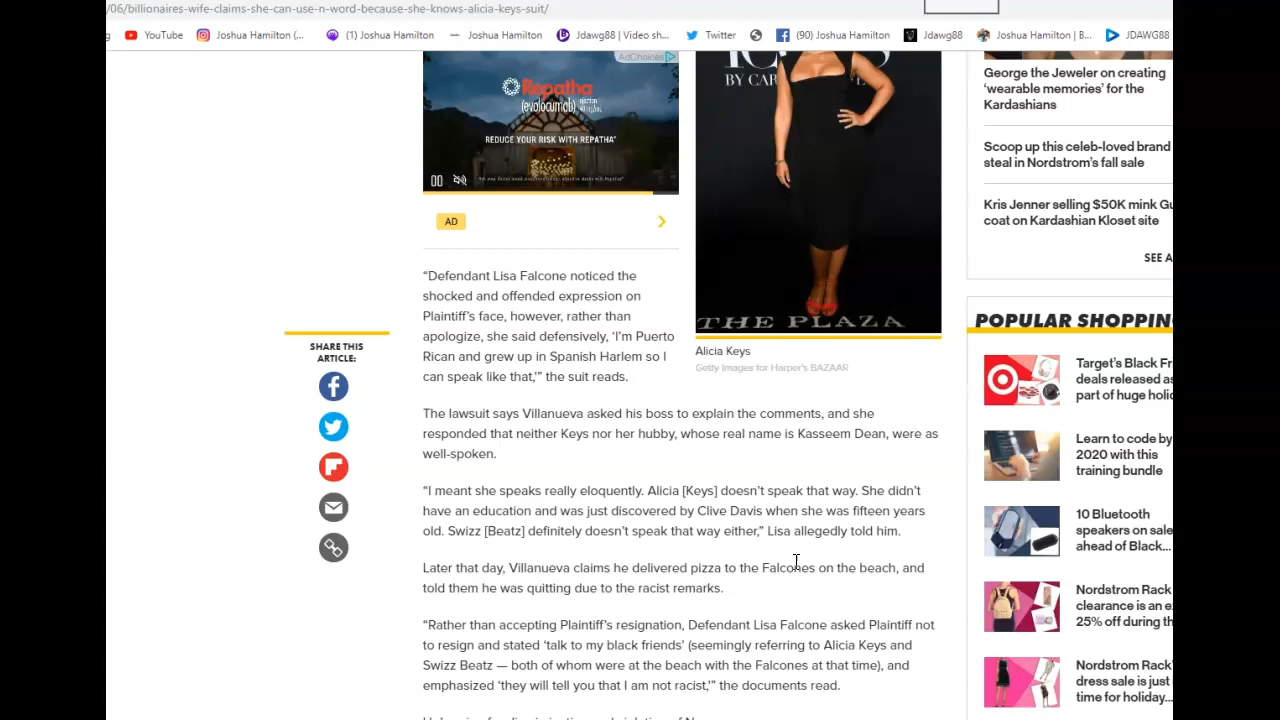 /06/billionaires-wife-claims-she-can-use-n-word-because-she-knows-alicia-keys-suit/
YouTube
Joshua Hamilton (...
(1) Joshua Hamilton
Joshua Hamilton
Jdawg88 | Video sh...
Twitter
(90) Joshua Hamilton
Jdawg88
Joshua Hamilton | B...
JDAWG88
AdChoices
Repatha
(evolocumab)
REDUCE YOUR RISK WITH REPATHA
AD
BY CAR
THE PLAZA
Alicia Keys
Getty Images for Harper's BAZAAR
SHARE THIS
ARTICLE:
“Defendant Lisa Falcone noticed the
shocked and offended expression on
Plaintiff’s face, however, rather than
apologize, she said defensively, ‘I’m Puerto
Rican and grew up in Spanish Harlem so I
can speak like that,’” the suit reads.
The lawsuit says Villanueva asked his boss to explain the comments, and she
responded that neither Keys nor her hubby, whose real name is Kasseem Dean, were as
well-spoken.
“I meant she speaks really eloquently. Alicia [Keys] doesn’t speak that way. She didn’t
have an education and was just discovered by Clive Davis when she was fifteen years
old. Swizz [Beatz] definitely doesn’t speak that way either,” Lisa allegedly told him.
Later that day, Villanueva claims he delivered pizza to the Falcones on the beach, and
told them he was quitting due to the racist remarks.
“Rather than accepting Plaintiff’s resignation, Defendant Lisa Falcone asked Plaintiff not
to resign and stated ‘talk to my black friends’ (seemingly referring to Alicia Keys and
Swizz Beatz — both of whom were at the beach with the Falcones at that time), and
emphasized ‘they will tell you that I am not racist,’” the documents read.
George the Jeweler on creating
‘wearable memories’ for the
Kardashians
Scoop up this celeb-loved brand
steal in Nordstrom’s fall sale
Kris Jenner selling $50K mink Gu
coat on Kardashian Kloset site
SEE A
POPULAR SHOPPIN
Target’s Black Fr
deals released as
part of huge holid
Learn to code by
2020 with this
training bundle
10 Bluetooth
speakers on sale
ahead of Black...
Nordstrom Rack
clearance is an e
25% off during th
Nordstrom Rack’
dress sale is just
time for holiday...